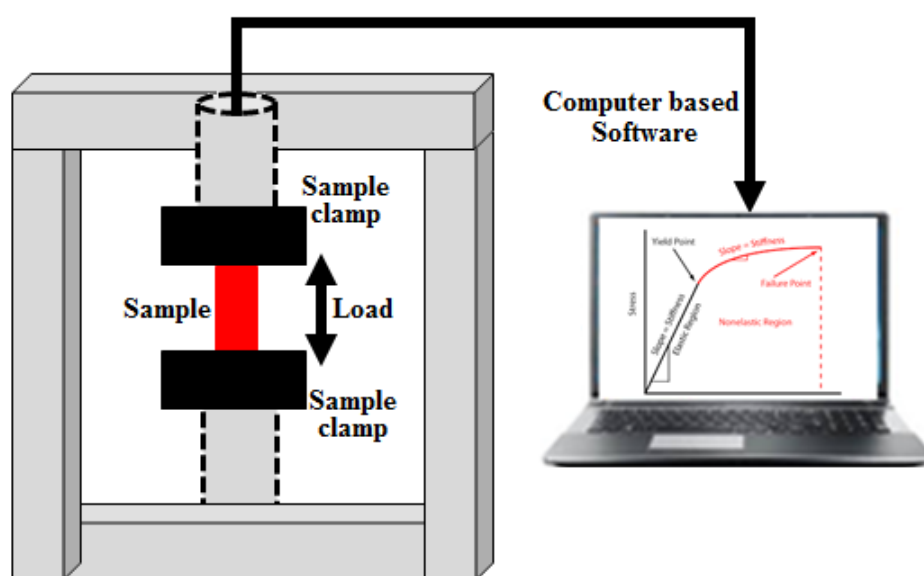 Computer based
Software
Sample
clamp
Sample
Load
Sample
clamp
Yield Point
Slope = Stiffness
Failure Point
Stress
Slope = Stiffness
Elastic Region
Nonelastic Region